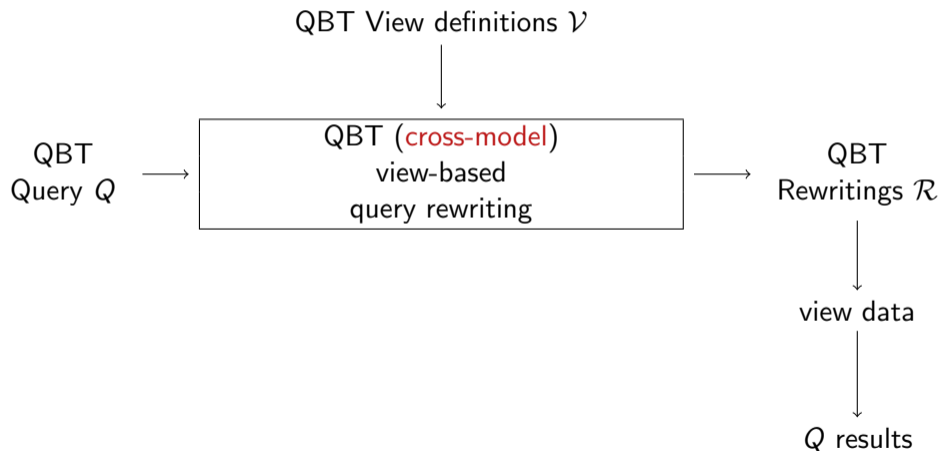 QBT View definitions 𝒱
QBT
Query Q
QBT (cross-model)
view-based
query rewriting
QBT
Rewritings ℛ
view data
Q results